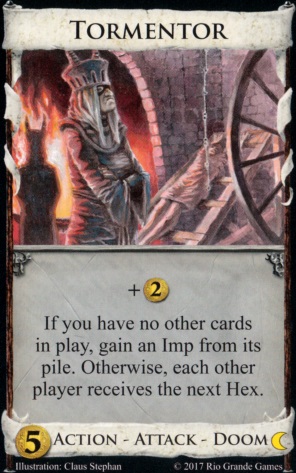 TORMENTOR
+2
If you have no other cards
in play, gain an Imp from its
pile. Otherwise, each other
player receives the next Hex.
5 ACTION - ATTACK - DOOM
Illustration: Claus Stephan © 2017 Rio Grande Games